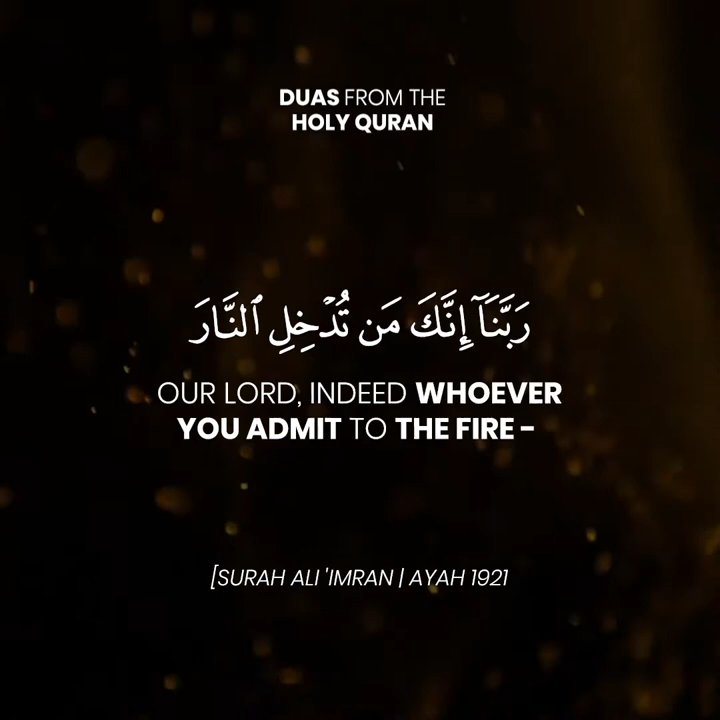 DUAS FROM THE
HOLY QURAN
رَبَّنَآ إِنَّكَ مَن تُدْخِلِ ٱلنَّارَ
OUR LORD, INDEED WHOEVER
YOU ADMIT TO THE FIRE -
[SURAH ALI 'IMRAN | AYAH 1921